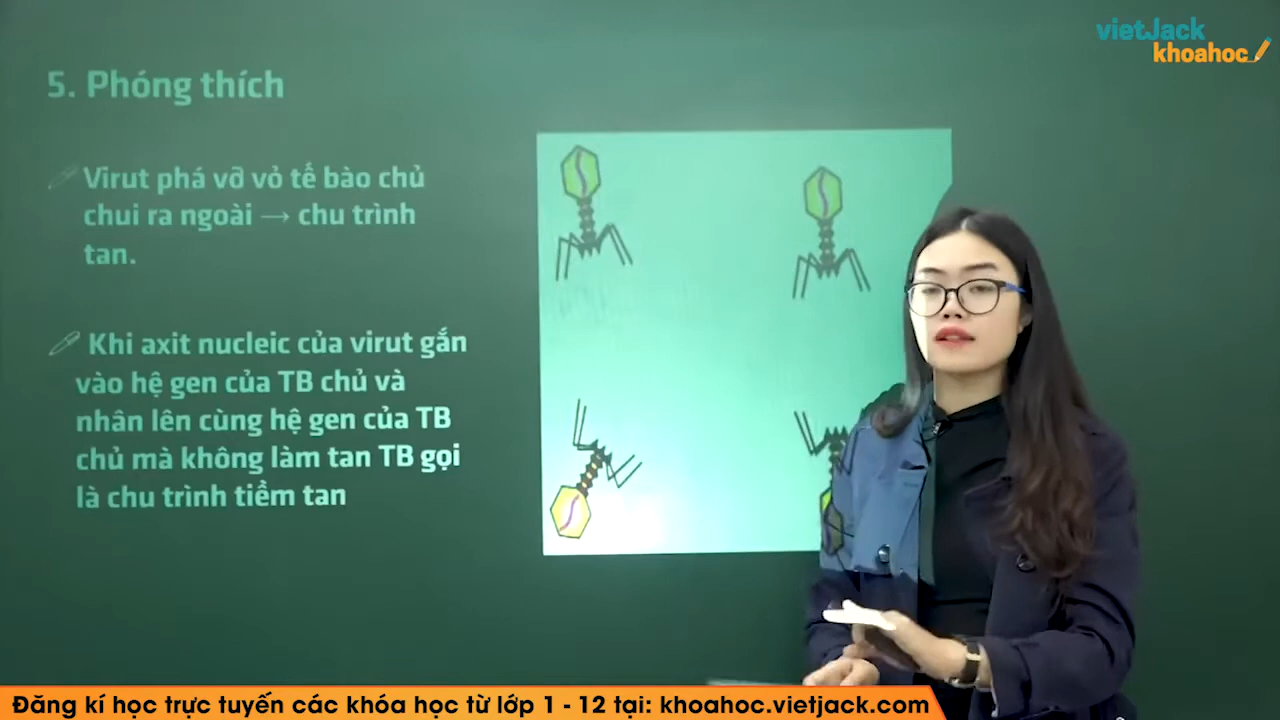 vietJack
khoahoc
5. Phóng thích
Virut phá vỡ vỏ tế bào chủ
chui ra ngoài → chu trình
tan.
Khi axit nucleic của virut gắn
vào hệ gen của TB chủ và
nhân lên cùng hệ gen của TB
chủ mà không làm tan TB gọi
là chu trình tiềm tan
Đăng kí học trực tuyến các khóa học từ lớp 1 - 12 tại: khoahoc.vietjack.com